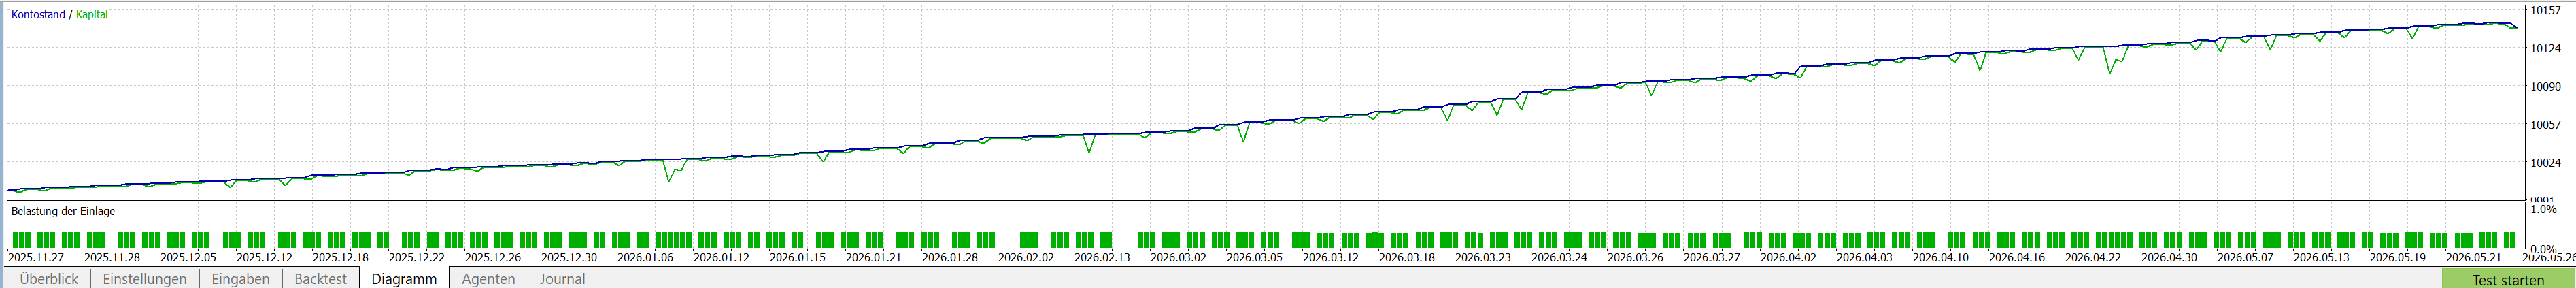 Kontostand / Kapital
10157
10124
10090
10057
10024
9991
Belastung der Einlage
1.0%
0.0%
2025.11.27 2025.11.28 2025.12.05 2025.12.12 2025.12.18 2025.12.22 2025.12.26 2025.12.30 2026.01.06 2026.01.12 2026.01.15 2026.01.21 2026.01.28 2026.02.02 2026.02.13 2026.03.02 2026.03.05 2026.03.12 2026.03.18 2026.03.23 2026.03.24 2026.03.26 2026.03.27 2026.04.02 2026.04.03 2026.04.10 2026.04.16 2026.04.22 2026.04.30 2026.05.07 2026.05.13 2026.05.19 2026.05.21 2026.05.26
Überblick Einstellungen Eingaben Backtest Diagramm Agenten Journal Test starten